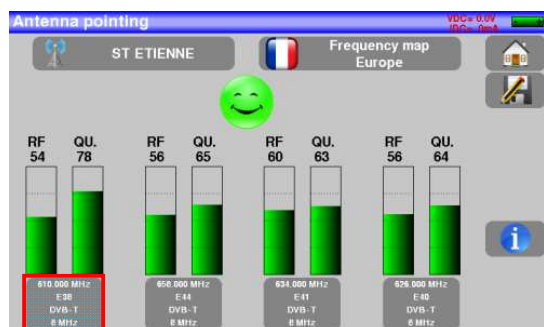 Antenna pointing
VDC= 0.0V
IDC= 0mA
ST ETIENNE
Frequency map
Europe
RF QU. RF QU. RF QU. RF QU.
54 78 56 65 60 63 56 64
610.000 MHz 658.000 MHz 634.000 MHz 626.000 MHz
E38 E44 E41 E40
DVB-T DVB-T DVB-T DVB-T
8 MHz 8 MHz 8 MHz 8 MHz